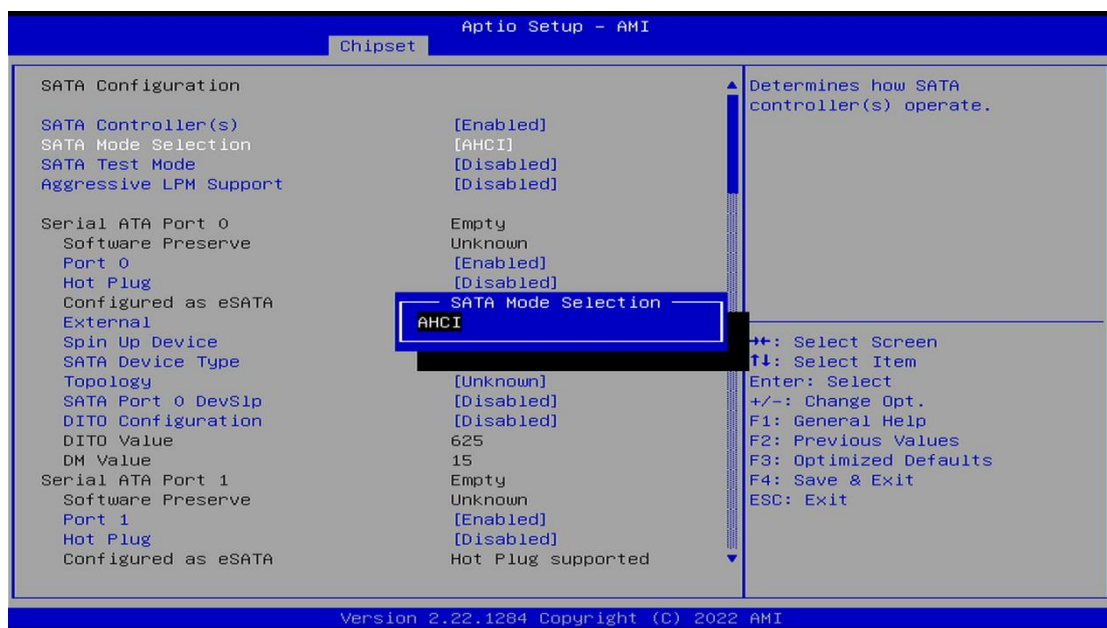 Aptio Setup – AMI
Chipset
SATA Configuration
SATA Controller(s) [Enabled]
SATA Mode Selection [AHCI]
SATA Test Mode [Disabled]
Aggressive LPM Support [Disabled]
Serial ATA Port 0 Empty
Software Preserve Unknown
Port 0 [Enabled]
Hot Plug [Disabled]
Configured as eSATA
External
Spin Up Device
SATA Device Type
Topology [Unknown]
SATA Port 0 DevSlp [Disabled]
DITO Configuration [Disabled]
DITO Value 625
DM Value 15
Serial ATA Port 1 Empty
Software Preserve Unknown
Port 1 [Enabled]
Hot Plug [Disabled]
Configured as eSATA Hot Plug supported
SATA Mode Selection
AHCI
Determines how SATA
controller(s) operate.
→←: Select Screen
↑↓: Select Item
Enter: Select
+/-: Change Opt.
F1: General Help
F2: Previous Values
F3: Optimized Defaults
F4: Save & Exit
ESC: Exit
Version 2.22.1284 Copyright (C) 2022 AMI